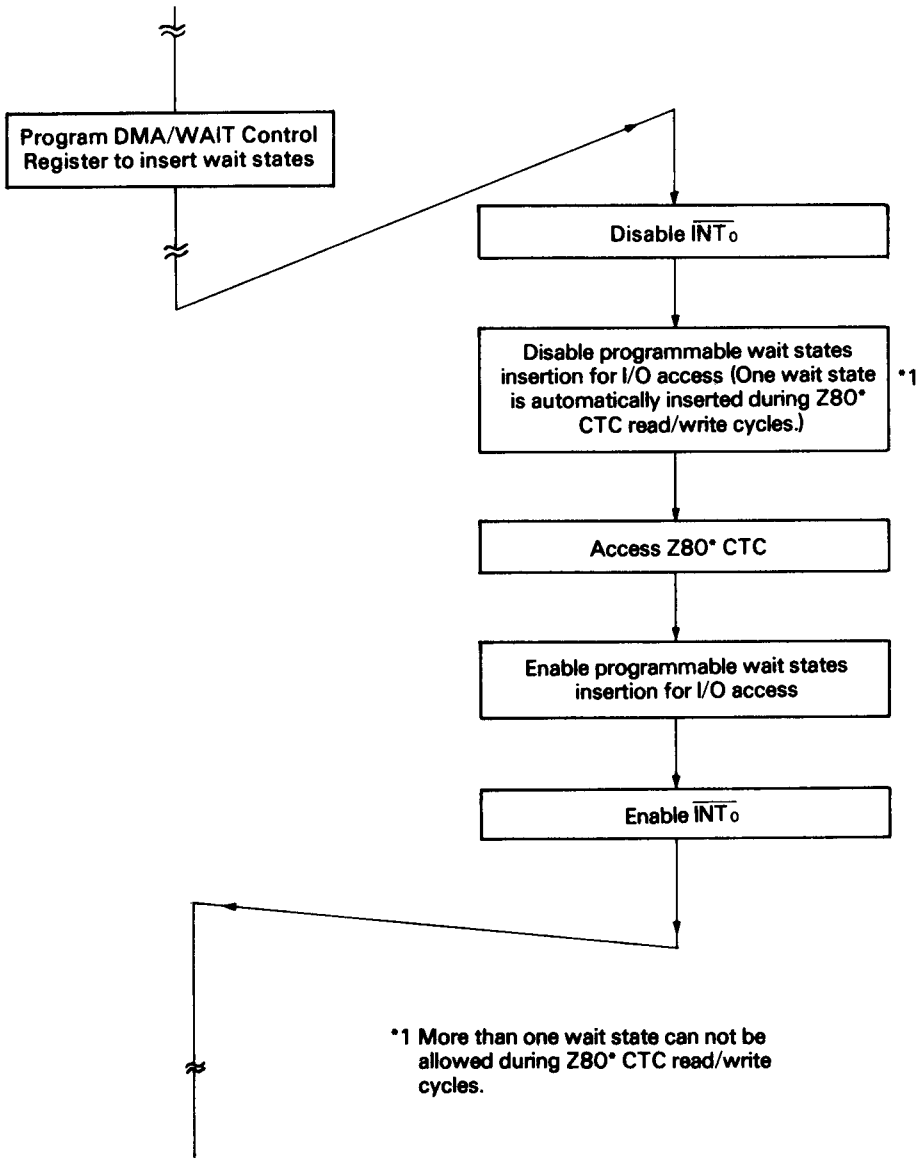 Program DMA/WAIT Control
Register to insert wait states
Disable INT0
Disable programmable wait states
insertion for I/O access (One wait state *1
is automatically inserted during Z80*
CTC read/write cycles.)
Access Z80* CTC
Enable programmable wait states
insertion for I/O access
Enable INT0
*1 More than one wait state can not be
allowed during Z80* CTC read/write
cycles.